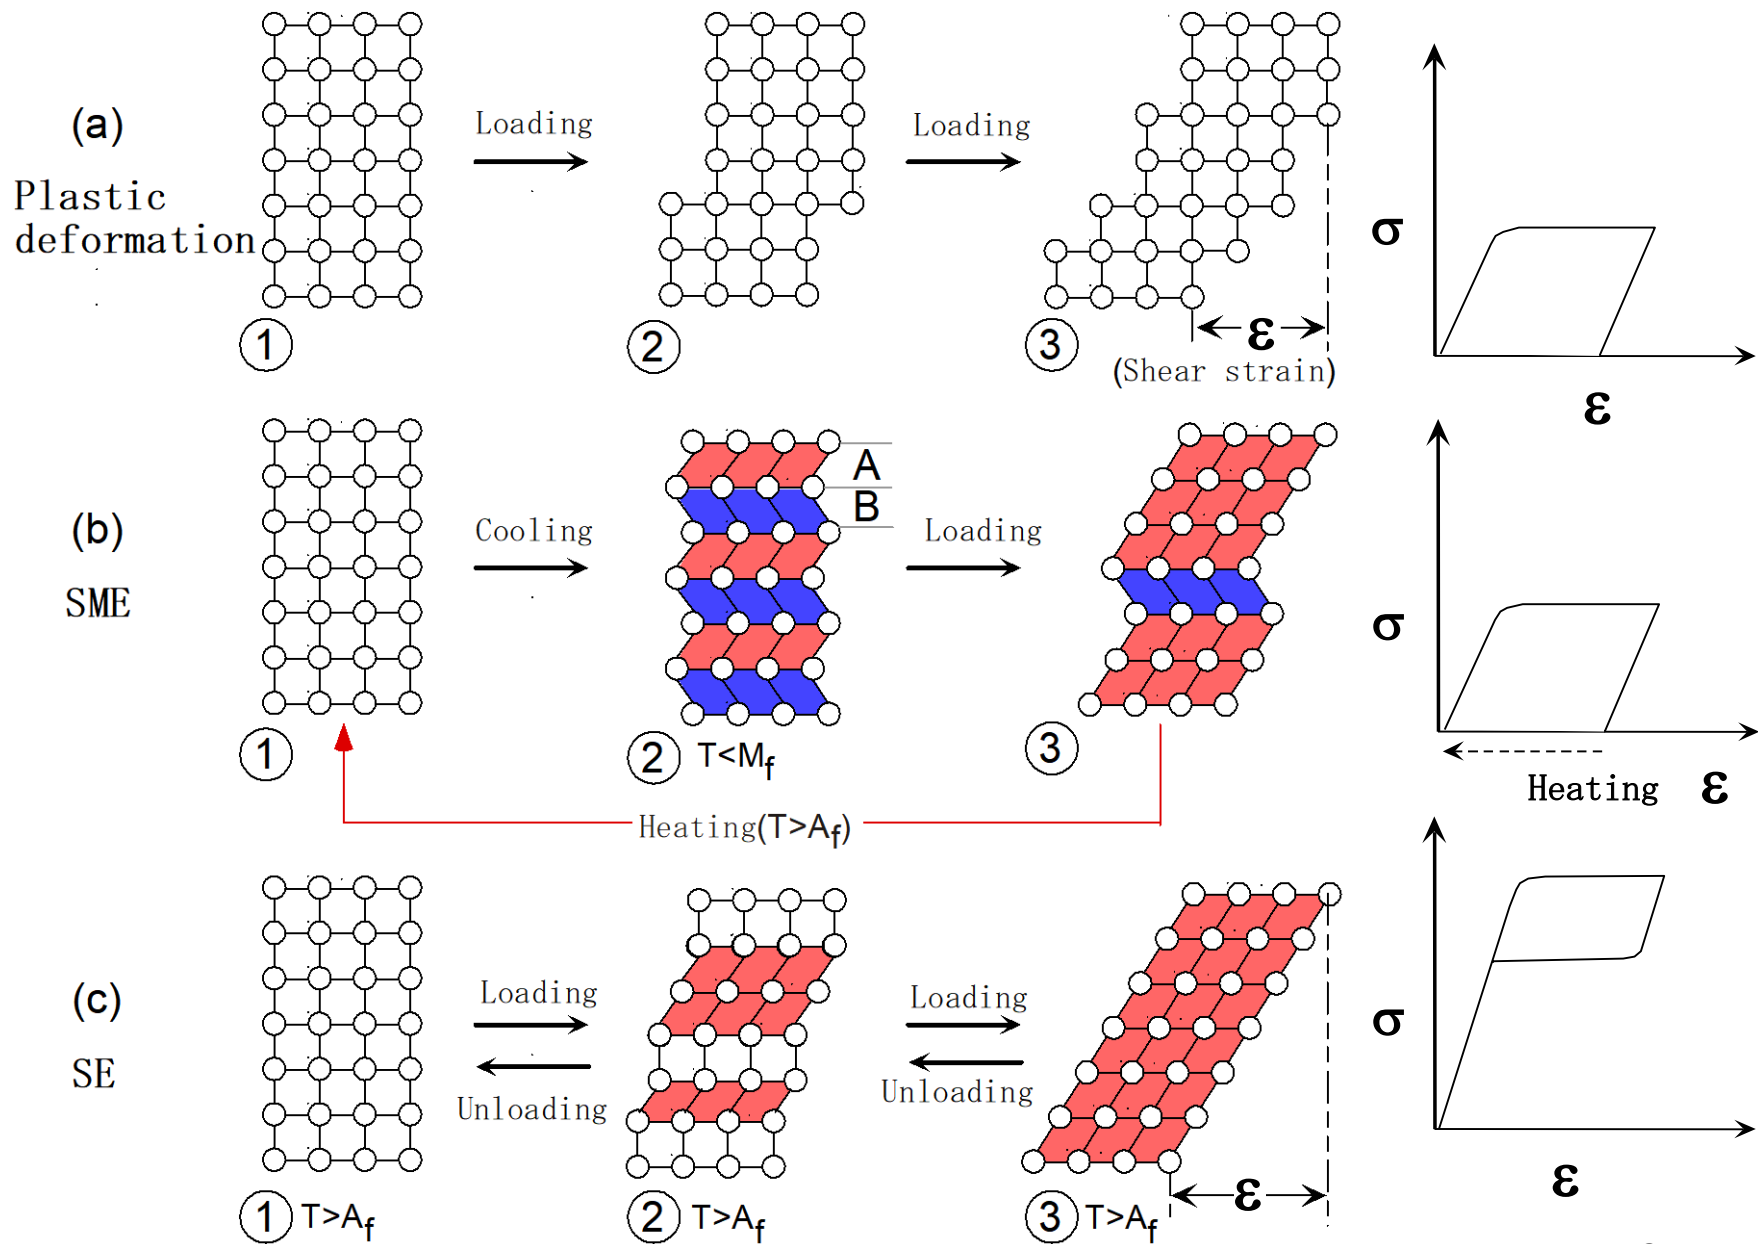 (a)
Plastic
deformation
Loading
Loading
1
2
3
ε
(Shear strain)
σ
ε
(b)
SME
Cooling
A
B
Loading
1
2 T<Mf
3
Heating(T>Af)
σ
Heating ε
(c)
SE
Loading
Unloading
Loading
Unloading
1 T>Af
2 T>Af
3 T>Af
ε
σ
ε